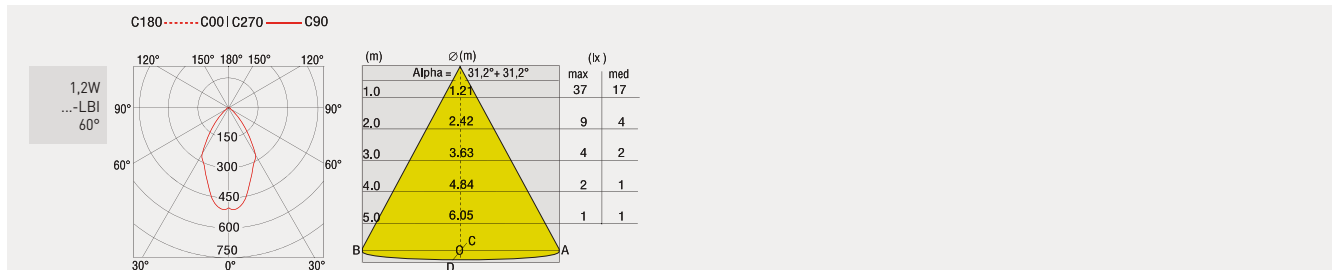 C180 C00 | C270 C90
1,2W
...-LBI
60°
120° 150° 180° 150° 120°
90° 90°
150
60° 300 60°
450
600
750
30° 0° 30°
(m) ∅(m) (lx)
Alpha = 31,2°+ 31,2° max med
1.0 1.21 37 17
2.0 2.42 9 4
3.0 3.63 4 2
4.0 4.84 2 1
5.0 6.05 1 1
B O C A
D